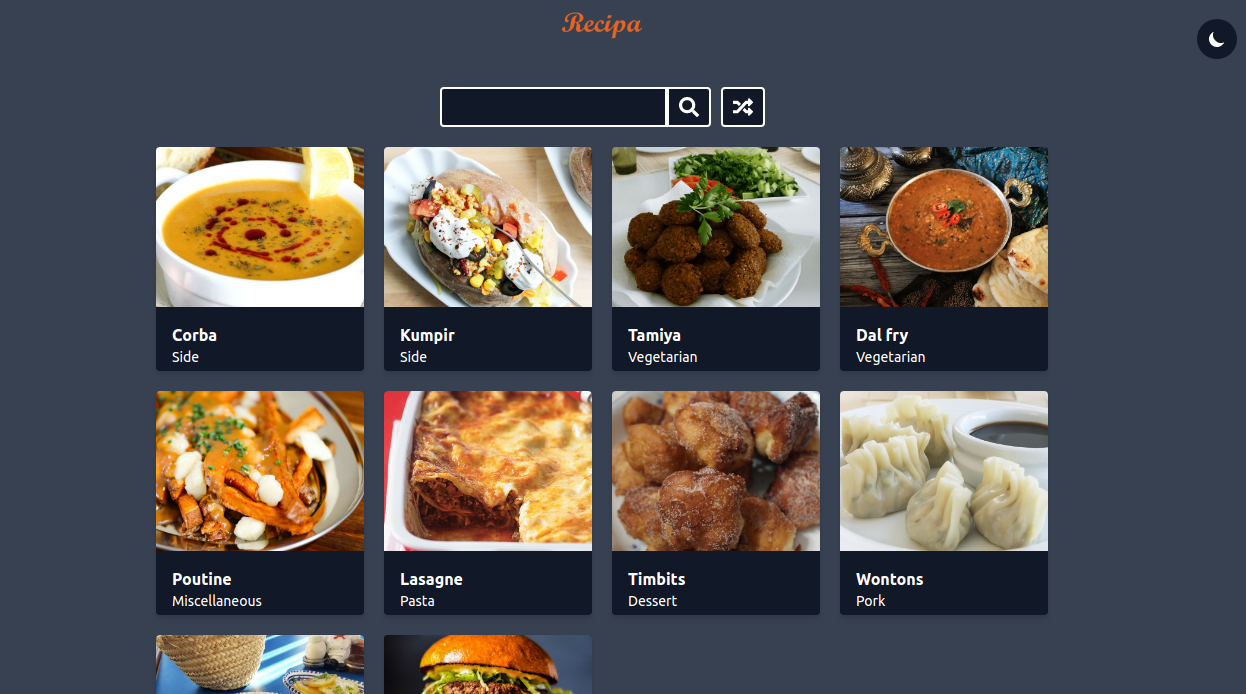 Recipa
Corba
Side
Kumpir
Side
Tamiya
Vegetarian
Dal fry
Vegetarian
Poutine
Miscellaneous
Lasagne
Pasta
Timbits
Dessert
Wontons
Pork